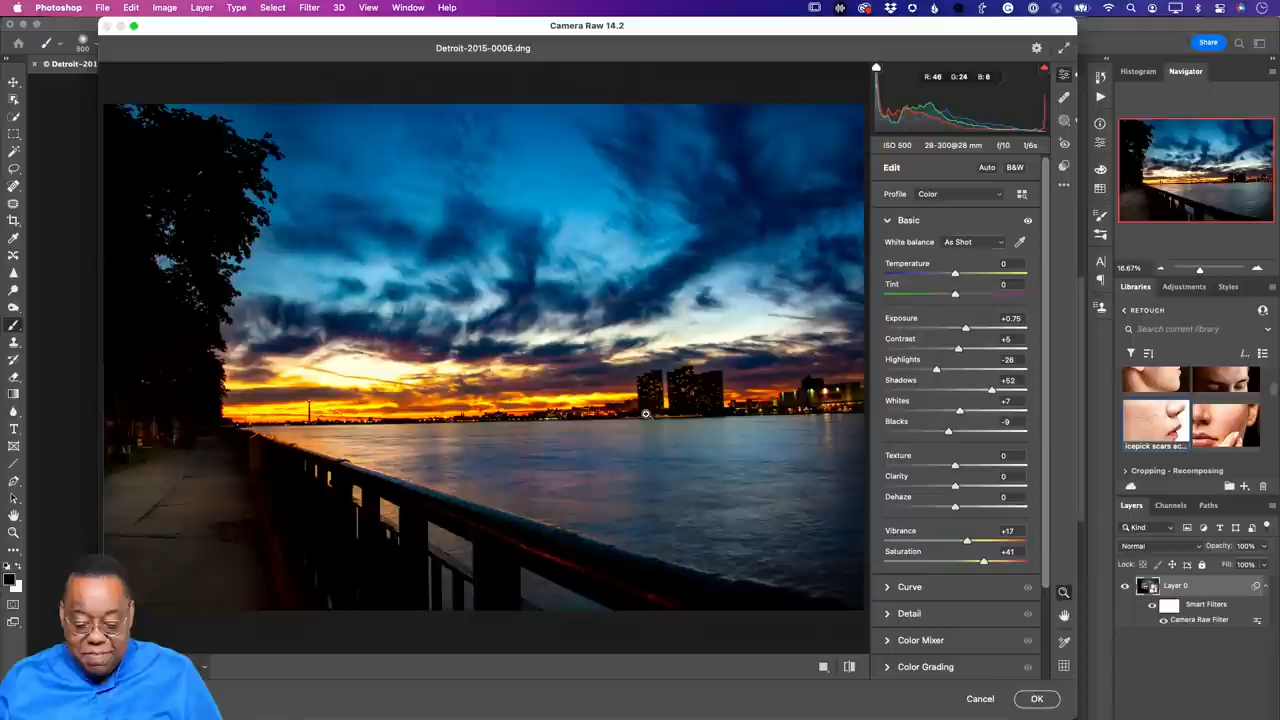 Photoshop File Edit Image Layer Type Select Filter 3D View Window Help
Camera Raw 14.2
500
Share
© Detroit-201
Detroit-2015-0006.dng
R: 46 G: 24 B: 8
ISO 500 28-300@28 mm f/10 1/6s
Edit Auto B&W
Profile Color
Basic
White balance As Shot
Temperature 0
Tint 0
Exposure +0.75
Contrast +5
Highlights -26
Shadows +52
Whites +7
Blacks -9
Texture 0
Clarity 0
Dehaze 0
Vibrance +17
Saturation +41
Curve
Detail
Color Mixer
Color Grading
Cancel OK
Histogram Navigator
16.67%
Libraries Adjustments Styles
RETOUCH
Search current library
icepick scars ac...
Cropping - Recomposing
Layers Channels Paths
Kind
Normal Opacity: 100%
Lock: Fill: 100%
Layer 0
Smart Filters
Camera Raw Filter